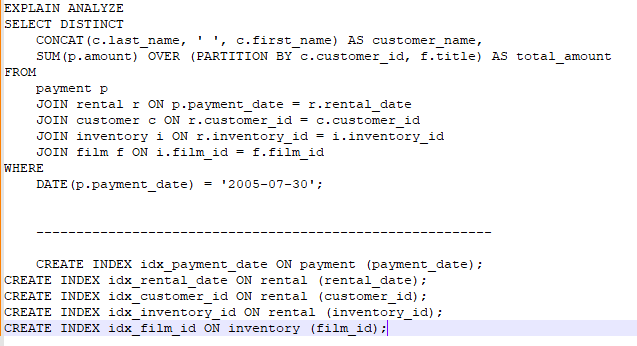 EXPLAIN ANALYZE
SELECT DISTINCT
    CONCAT(c.last_name, ' ', c.first_name) AS customer_name,
    SUM(p.amount) OVER (PARTITION BY c.customer_id, f.title) AS total_amount
FROM
    payment p
    JOIN rental r ON p.payment_date = r.rental_date
    JOIN customer c ON r.customer_id = c.customer_id
    JOIN inventory i ON r.inventory_id = i.inventory_id
    JOIN film f ON i.film_id = f.film_id
WHERE
    DATE(p.payment_date) = '2005-07-30';
    ---------------------------------------------------------
    CREATE INDEX idx_payment_date ON payment (payment_date);
CREATE INDEX idx_rental_date ON rental (rental_date);
CREATE INDEX idx_customer_id ON rental (customer_id);
CREATE INDEX idx_inventory_id ON rental (inventory_id);
CREATE INDEX idx_film_id ON inventory (film_id);